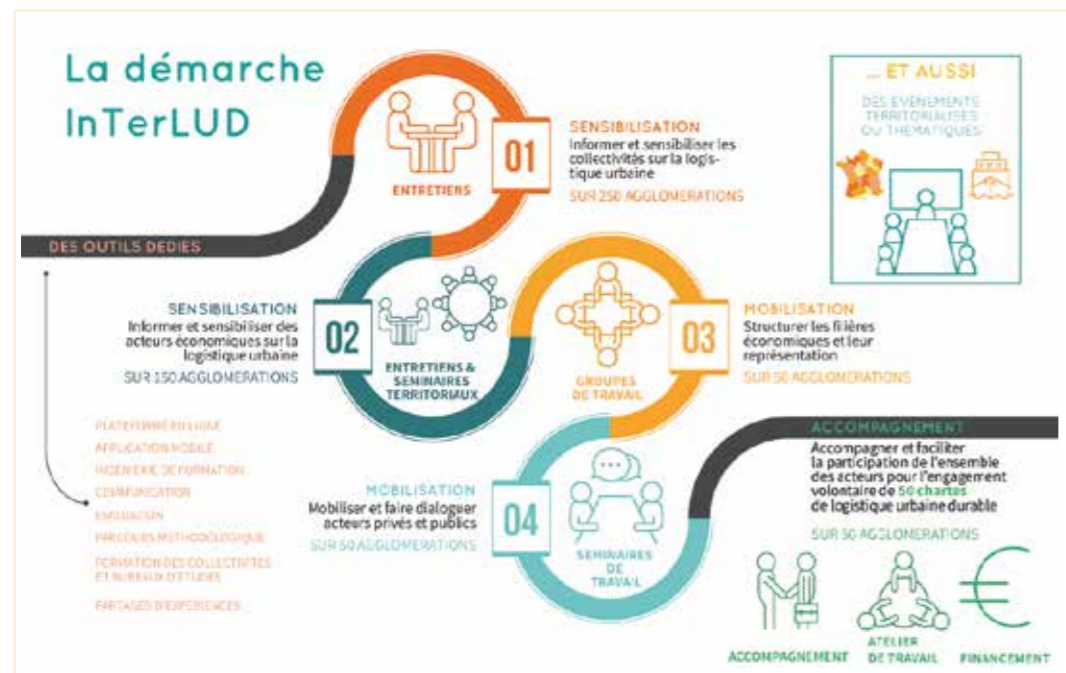 La démarche
InTerLUD
... ET AUSSI
DES EVENEMENTS
TERRITORIALISES
OU THEMATIQUES
01
ENTRETIENS
SENSIBILISATION
Informer et sensibiliser les
collectivités sur la logis-
tique urbaine
SUR 250 AGGLOMERATIONS
DES OUTILS DEDIES
SENSIBILISATION
Informer et sensibiliser des
acteurs économiques sur la
logistique urbaine
SUR 150 AGGLOMERATIONS
02
ENTRETIENS &
SEMINAIRES
TERRITORIAUX
GROUPES
DE TRAVAIL
03
MOBILISATION
Structurer les filières
économiques et leur
représentation
SUR 50 AGGLOMERATIONS
PLATEFORME EN LIGNE
APPLICATION MOBILE
INGENIERIE DE FORMATION
COMMUNICATION
EVALUATION
PARCOURS METHODOLOGIQUE
FORMATION DES COLLECTIVITES
ET BUREAUX D'ETUDES
PARTAGES D'EXPERIENCES ...
MOBILISATION
Mobiliser et faire dialoguer
acteurs privés et publics
SUR 50 AGGLOMERATIONS
04
SEMINAIRES
DE
TRAVAIL
ACCOMPAGNEMENT
Accompagner et faciliter
la participation de l'ensemble
des acteurs pour l'engagement
volontaire de 50 chartes
de logistique urbaine durable
SUR 50 AGGLOMERATIONS
€
ACCOMPAGNEMENT
ATELIER
DE TRAVAIL
FINANCEMENT